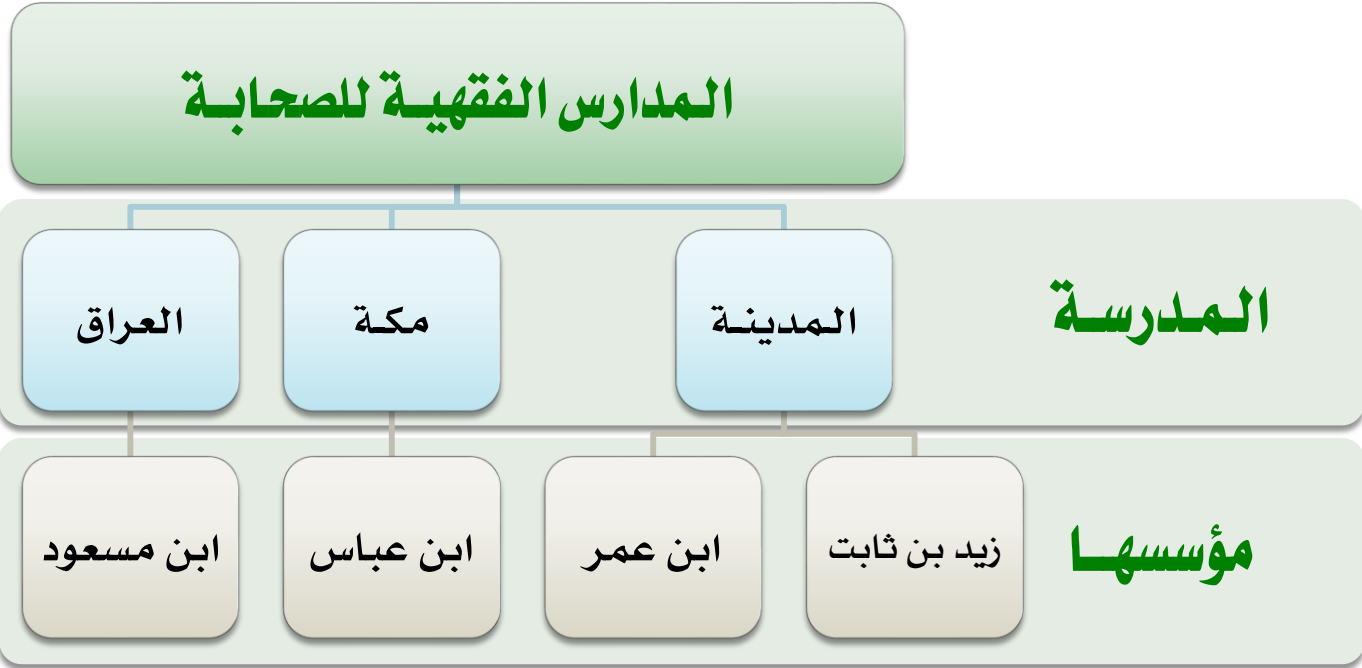 المدارس الفقهية للصحابة
المدرسة
المدينة
مكة
العراق
مؤسسها
زيد بن ثابت
ابن عمر
ابن عباس
ابن مسعود